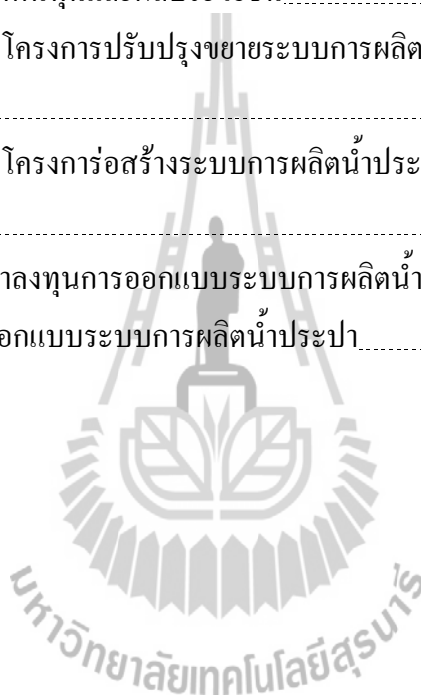 โครงการปรับปรุงขยายระบบการผลิต
โครงการ่อสร้างระบบการผลิตน้ำประ
าลงทุนการออกแบบระบบการผลิตน้ำ
อกแบบระบบการผลิตน้ำประปา
มหาวิทยาลัยเทคโนโลยีสุรนารี